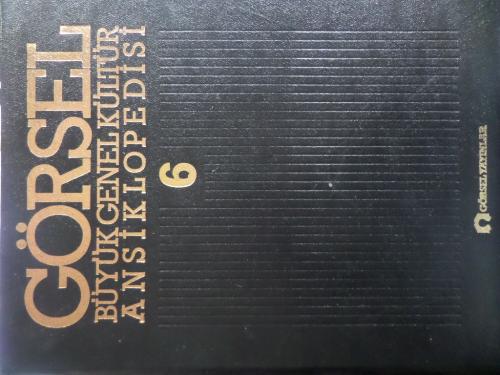 GÖRSEL
BÜYÜK GENEL KÜLTÜR
ANSİKLOPEDİSİ
6
GÖRSEL YAYINLAR